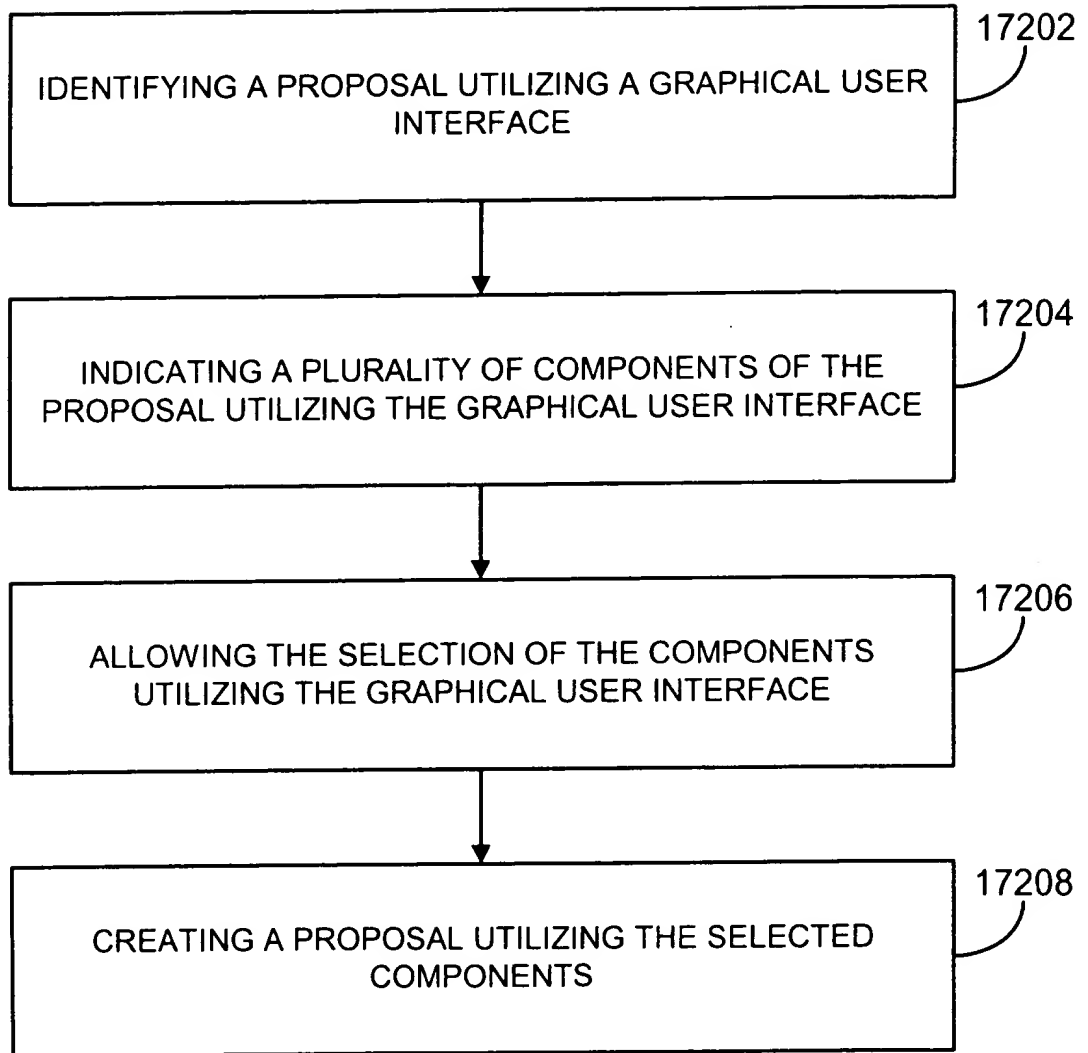 17202
IDENTIFYING A PROPOSAL UTILIZING A GRAPHICAL USER
INTERFACE
17204
INDICATING A PLURALITY OF COMPONENTS OF THE
PROPOSAL UTILIZING THE GRAPHICAL USER INTERFACE
17206
ALLOWING THE SELECTION OF THE COMPONENTS
UTILIZING THE GRAPHICAL USER INTERFACE
17208
CREATING A PROPOSAL UTILIZING THE SELECTED
COMPONENTS